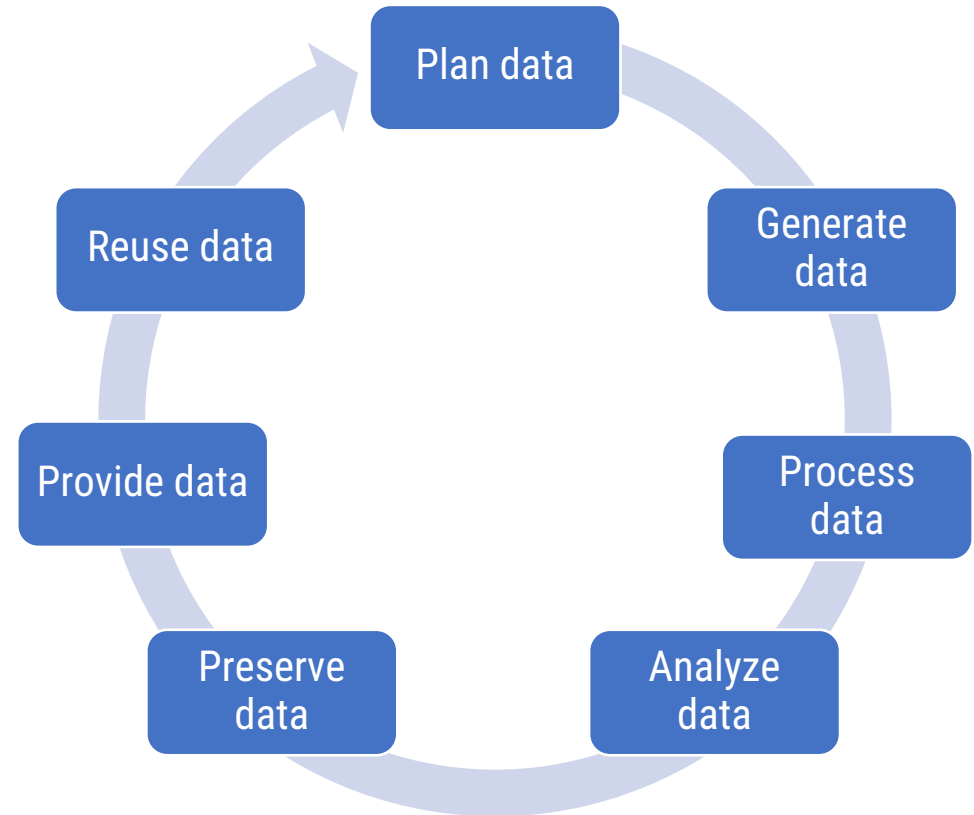 Plan data
Generate
data
Process
data
Analyze
data
Preserve
data
Provide data
Reuse data